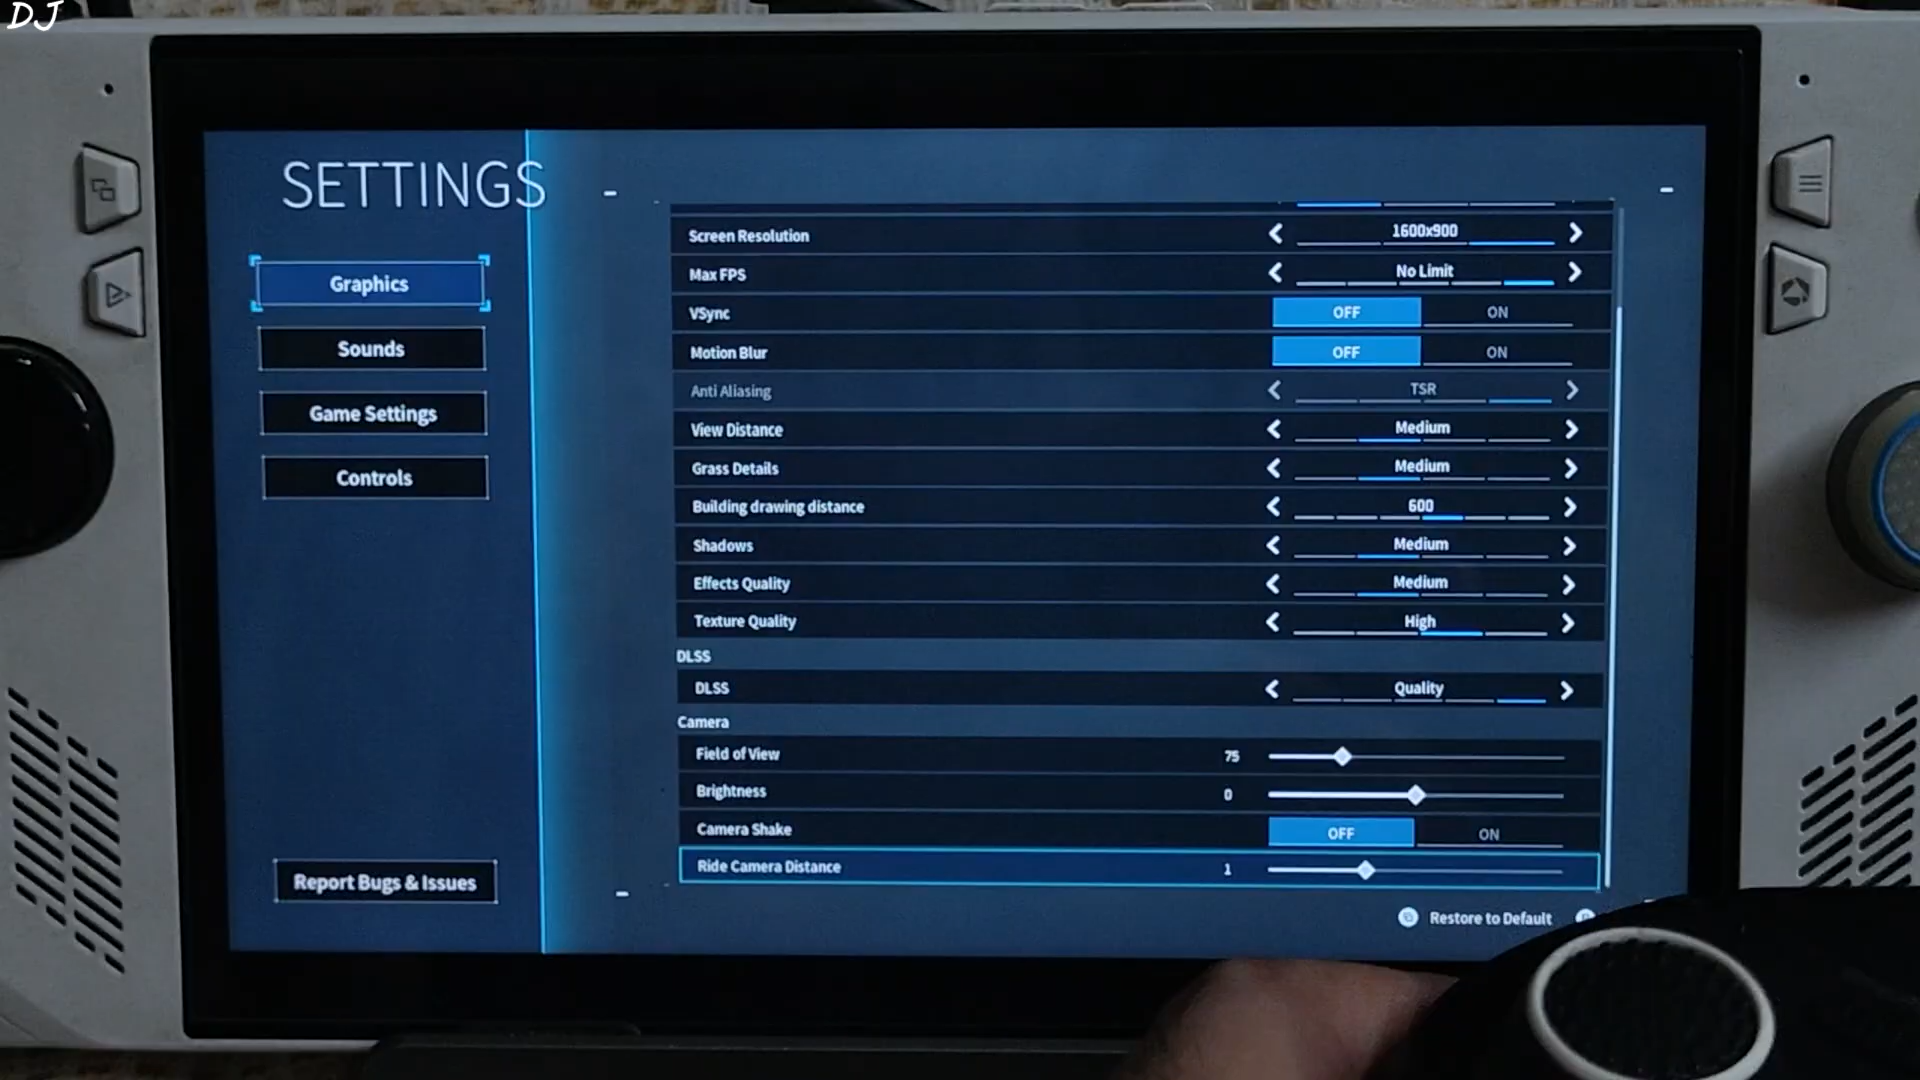 DJ
SETTINGS
Graphics
Sounds
Game Settings
Controls
Report Bugs & Issues
Screen Resolution 1600x900
Max FPS No Limit
VSync OFF ON
Motion Blur OFF ON
Anti Aliasing TSR
View Distance Medium
Grass Details Medium
Building drawing distance 600
Shadows Medium
Effects Quality Medium
Texture Quality High
DLSS
DLSS Quality
Camera
Field of View 75
Brightness 0
Camera Shake OFF ON
Ride Camera Distance 1
Restore to Default